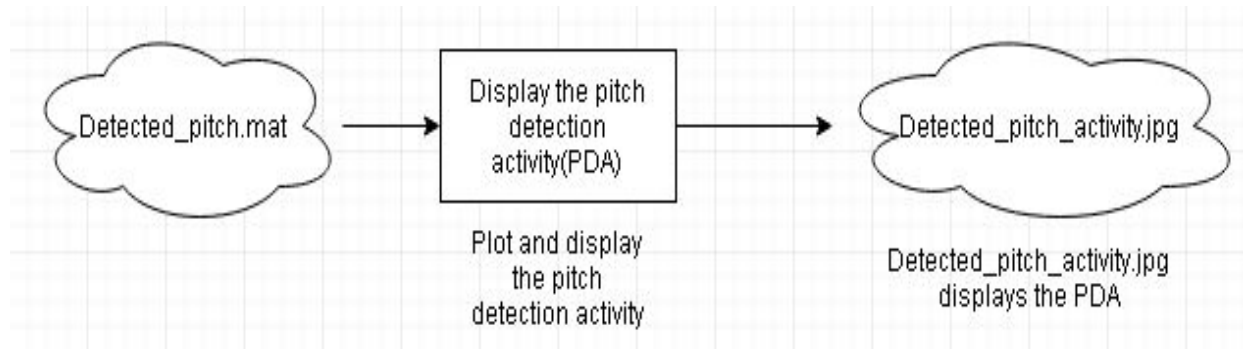 Detected_pitch.mat
Display the pitch
detection
activity(PDA)
Detected_pitch_activity.jpg
Plot and display
the pitch
detection activity
Detected_pitch_activity.jpg
displays the PDA